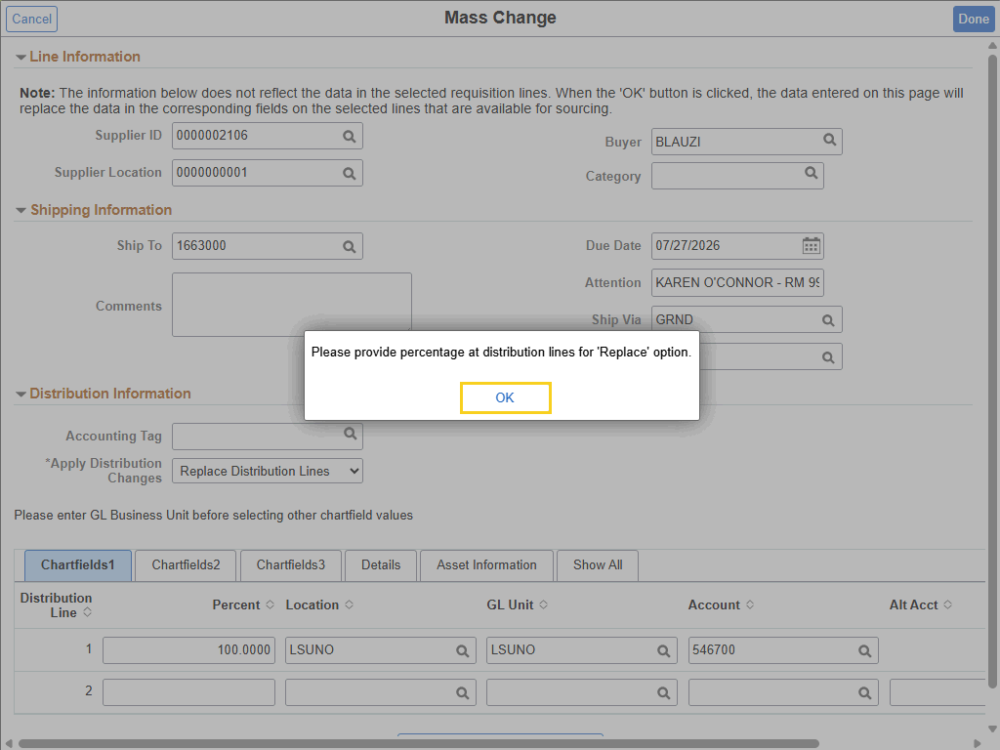 Cancel
Mass Change
Done
Line Information
Note: The information below does not reflect the data in the selected requisition lines. When the 'OK' button is clicked, the data entered on this page will
replace the data in the corresponding fields on the selected lines that are available for sourcing.
Supplier ID 0000002106
Buyer BLAUZI
Supplier Location 0000000001
Category
Shipping Information
Ship To 1663000
Due Date 07/27/2026
Attention KAREN O'CONNOR - RM 99
Comments
Ship Via GRND
Please provide percentage at distribution lines for 'Replace' option.
OK
Distribution Information
Accounting Tag
*Apply Distribution
Changes
Replace Distribution Lines
Please enter GL Business Unit before selecting other chartfield values
Chartfields1 Chartfields2 Chartfields3 Details Asset Information Show All
Distribution
Line
Percent Location GL Unit Account Alt Acct
1 100.0000 LSUNO LSUNO 546700
2